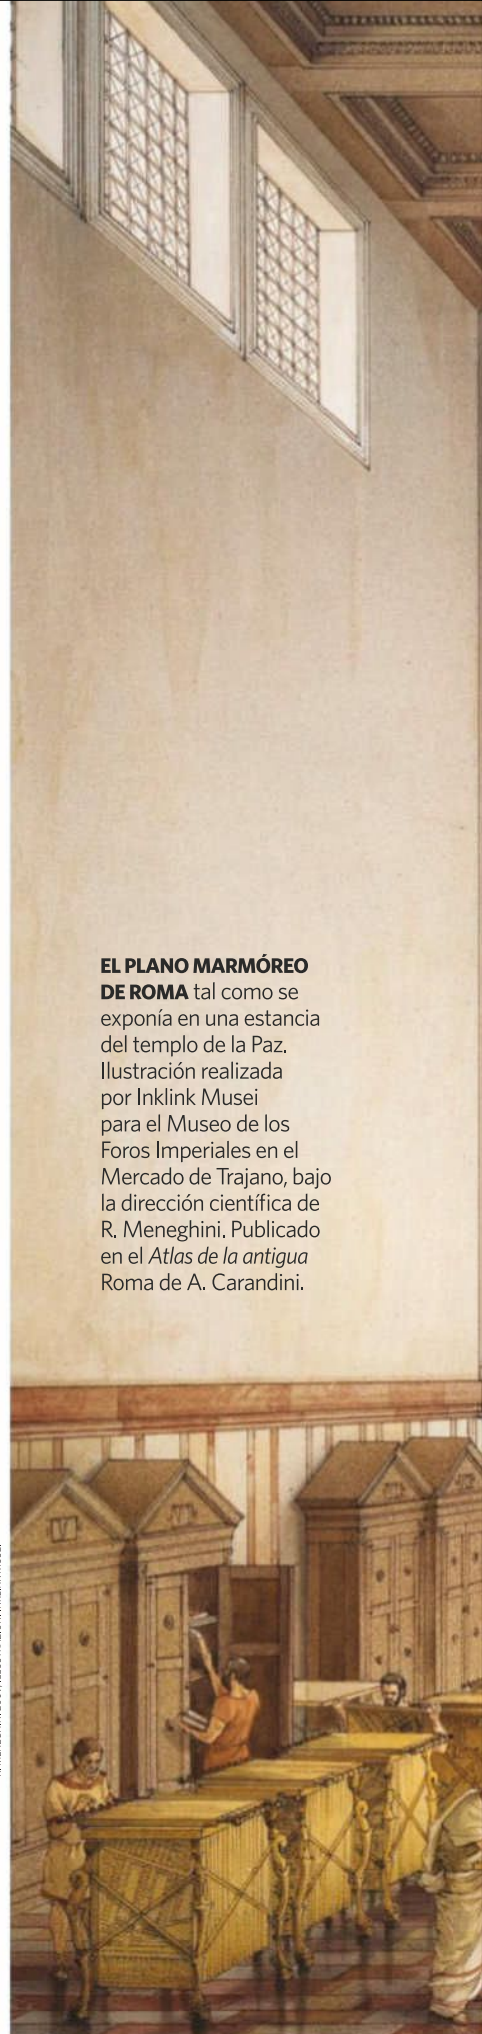 EL PLANO MARMÓREO
DE ROMA tal como se
exponía en una estancia
del templo de la Paz.
Ilustración realizada
por Inklink Musei
para el Museo de los
Foros Imperiales en el
Mercado de Trajano, bajo
la dirección científica de
R. Meneghini. Publicado
en el Atlas de la antigua
Roma de A. Carandini.
V
VI